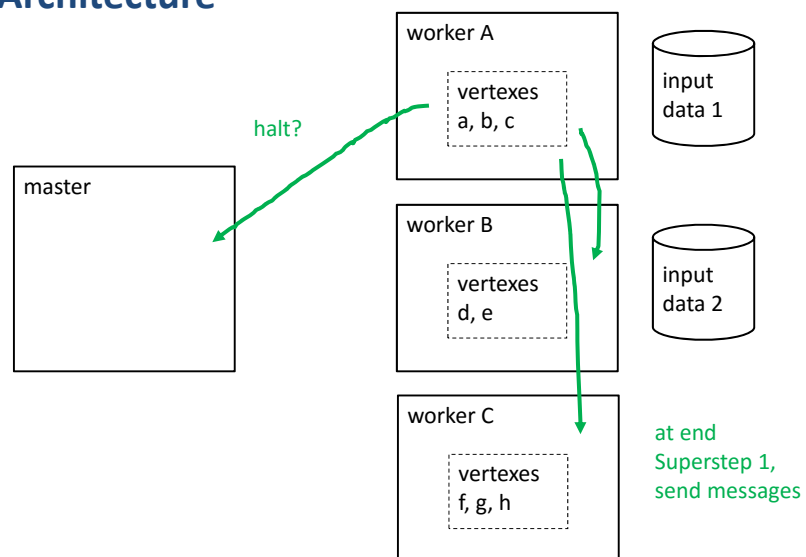 Architecture
worker A
vertexes
a, b, c
input
data 1
halt?
master
worker B
vertexes
d, e
input
data 2
worker C
vertexes
f, g, h
at end
Superstep 1,
send messages